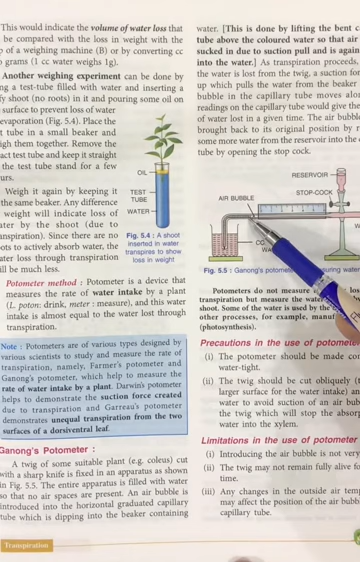 This would indicate the volume of water loss that
be compared with the loss in weight with the
of a weighing machine (B) or by converting cc
grams (1 cc water weighs 1g).
Another weighing experiment can be done by
ng a test-tube filled with water and inserting a
fy shoot (no roots) in it and pouring some oil on
surface to prevent loss of water
evaporation (Fig. 5.4). Place the
t tube in a small beaker and
igh them together. Remove the
act test tube and keep it straight
the test tube stand for a few
urs.
Weigh it again by keeping it
the same beaker. Any difference
weight will indicate loss of
ater by the shoot (due to
anspiration). Since there are no
ots to actively absorb water, the
ater loss through transpiration
ill be much less.
OIL
TEST
TUBE
WATER
Fig. 5.4 : A shoot
inserted in water
transpires to show
loss in weight
Potometer method : Potometer is a device that
measures the rate of water intake by a plant
(L. poton: drink, meter : measure), and this water
intake is almost equal to the water lost through
transpiration.
Note : Potometers are of various types designed by
various scientists to study and measure the rate of
transpiration, namely, Farmer's potometer and
Ganong's potometer, which help to measure the
rate of water intake by a plant. Darwin's potometer
helps to demonstrate the suction force created
due to transpiration and Garreau's potometer
demonstrates unequal transpiration from the two
surfaces of a dorsiventral leaf.
Ganong's Potometer :
A twig of some suitable plant (e.g. coleus) cut
with a sharp knife is fixed in an apparatus as shown
in Fig. 5.5. The entire apparatus is filled with water
so that no air spaces are present. An air bubble is
introduced into the horizontal graduated capillary
tube which is dipping into the beaker containing
Transpiration
water. [This is done by lifting the bent c
tube above the coloured water so that air
sucked in due to suction pull and is again
into the water.] As transpiration proceeds,
the water is lost from the twig, a suction for
up which pulls the water from the beaker
bubble in the capillary tube moves alon
readings on the capillary tube would give the
of water lost in a given time. The air bubble
brought back to its original position by r
some more water from the reservoir into the
tube by opening the stop cock.
RESERVOIR
STOP-COCK
AIR BUBBLE
W
Fig. 5.5 : Ganong's potome suring water
Potometers do not measure los
transpiration but measure the wate
shoot. Some of the water is used by the
other processes, for example, manuf
(photosynthesis).
Precautions in the use of potometer
(i) The potometer should be made com
water-tight.
(ii) The twig should be cut obliquely (t
larger surface for the water intake) an
water to avoid suction of an air bub
the twig which will stop the absorp
water into the xylem.
Limitations in the use of potometer
(i) Introducing the air bubble is not very
(ii) The twig may not remain fully alive fo
time.
(iii) Any changes in the outside air temp
may affect the position of the air bubb
capillary tube.